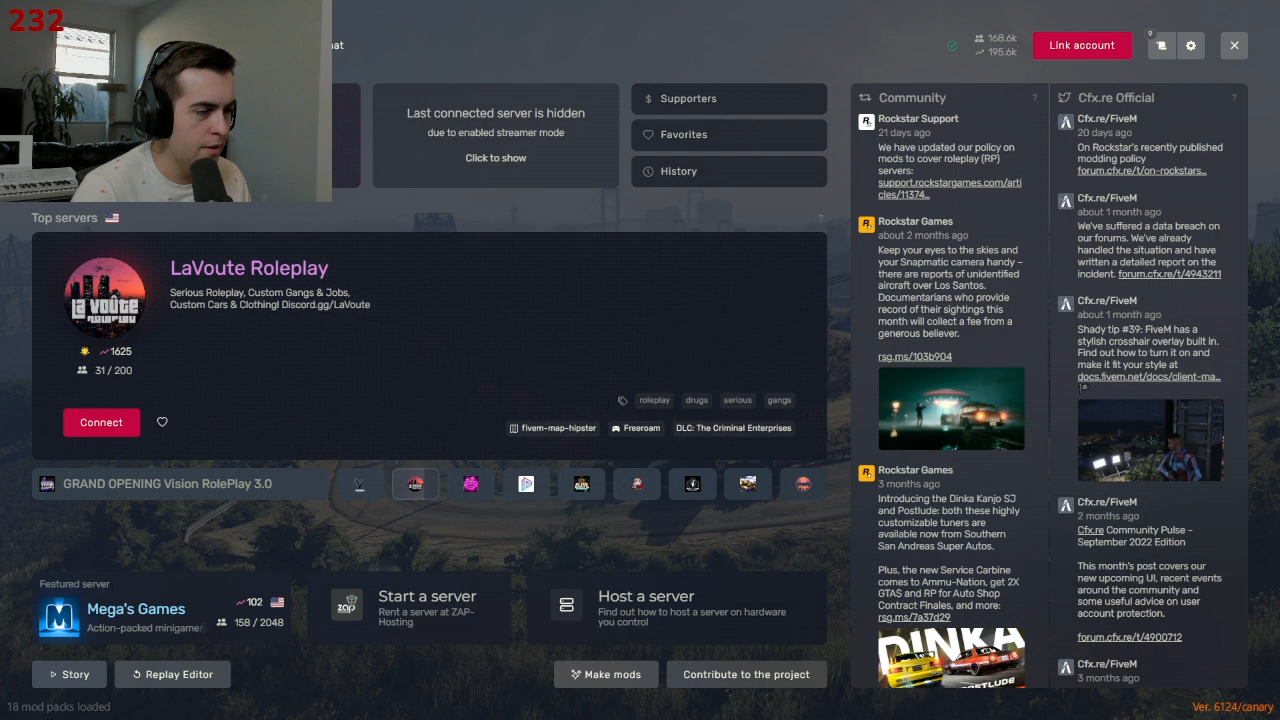 232
hat
168.6k
195.6k
Link account
9
Last connected server is hidden
due to enabled streamer mode
Click to show
Supporters
Favorites
History
Top servers
?
LaVoute Roleplay
Serious Roleplay, Custom Gangs & Jobs,
Custom Cars & Clothing! Discord.gg/LaVoute
la voûte
ROLEPLAY
1625
31 / 200
Connect
roleplay
drugs
serious
gangs
fivem-map-hipster
Freeroam
DLC: The Criminal Enterprises
GRAND OPENING Vision RolePlay 3.0
Featured server
Mega's Games
Action-packed minigame
102
158 / 2048
ZAP
Start a server
Rent a server at ZAP-
Hosting
Host a server
Find out how to host a server on hardware
you control
Story
Replay Editor
Make mods
Contribute to the project
18 mod packs loaded
Community
?
Rockstar Support
21 days ago
We have updated our policy on
mods to cover roleplay (RP)
servers:
support.rockstargames.com/arti
cles/11374…
Rockstar Games
about 2 months ago
Keep your eyes to the skies and
your Snapmatic camera handy –
there are reports of unidentified
aircraft over Los Santos.
Documentarians who provide
record of their sightings this
month will collect a fee from a
generous believer.
rsg.ms/103b904
Rockstar Games
3 months ago
Introducing the Dinka Kanjo SJ
and Postlude: both these highly
customizable tuners are
available now from Southern
San Andreas Super Autos.
Plus, the new Service Carbine
comes to Ammu-Nation, get 2X
GTA$ and RP for Auto Shop
Contract Finales, and more:
rsg.ms/7a37d29
DINKA
POSTLUDE
Cfx.re Official
?
Cfx.re/FiveM
20 days ago
On Rockstar's recently published
modding policy
forum.cfx.re/t/on-rockstars…
Cfx.re/FiveM
about 1 month ago
We've suffered a data breach on
our forums. We've already
handled the situation and have
written a detailed report on the
incident. forum.cfx.re/t/4943211
Cfx.re/FiveM
about 1 month ago
Shady tip #39: FiveM has a
stylish crosshair overlay built in.
Find out how to turn it on and
make it fit your style at
docs.fivem.net/docs/client-ma…
Cfx.re/FiveM
2 months ago
Cfx.re Community Pulse –
September 2022 Edition
This month's post covers our
new upcoming UI, recent events
around the community and
some useful advice on user
account protection.
forum.cfx.re/t/4900712
Cfx.re/FiveM
3 months ago
Ver. 6124/canary